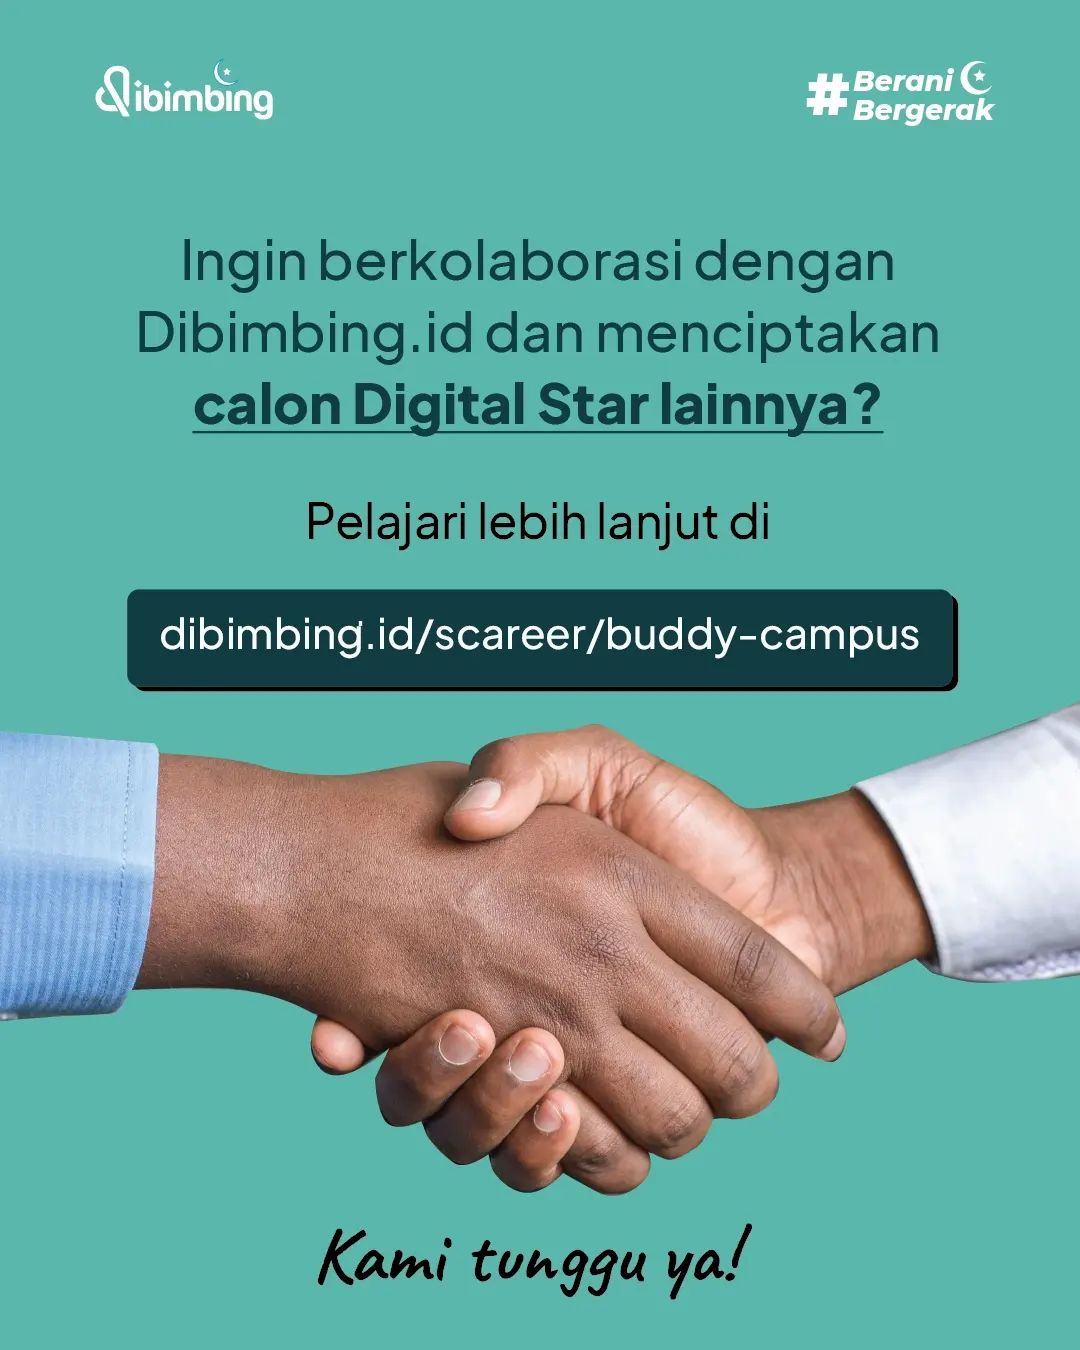 Dibimbing
#Berani
Bergerak
Ingin berkolaborasi dengan
Dibimbing.id dan menciptakan
calon Digital Star lainnya?
Pelajari lebih lanjut di
dibimbing.id/scareer/buddy-campus
Kami tunggu ya!